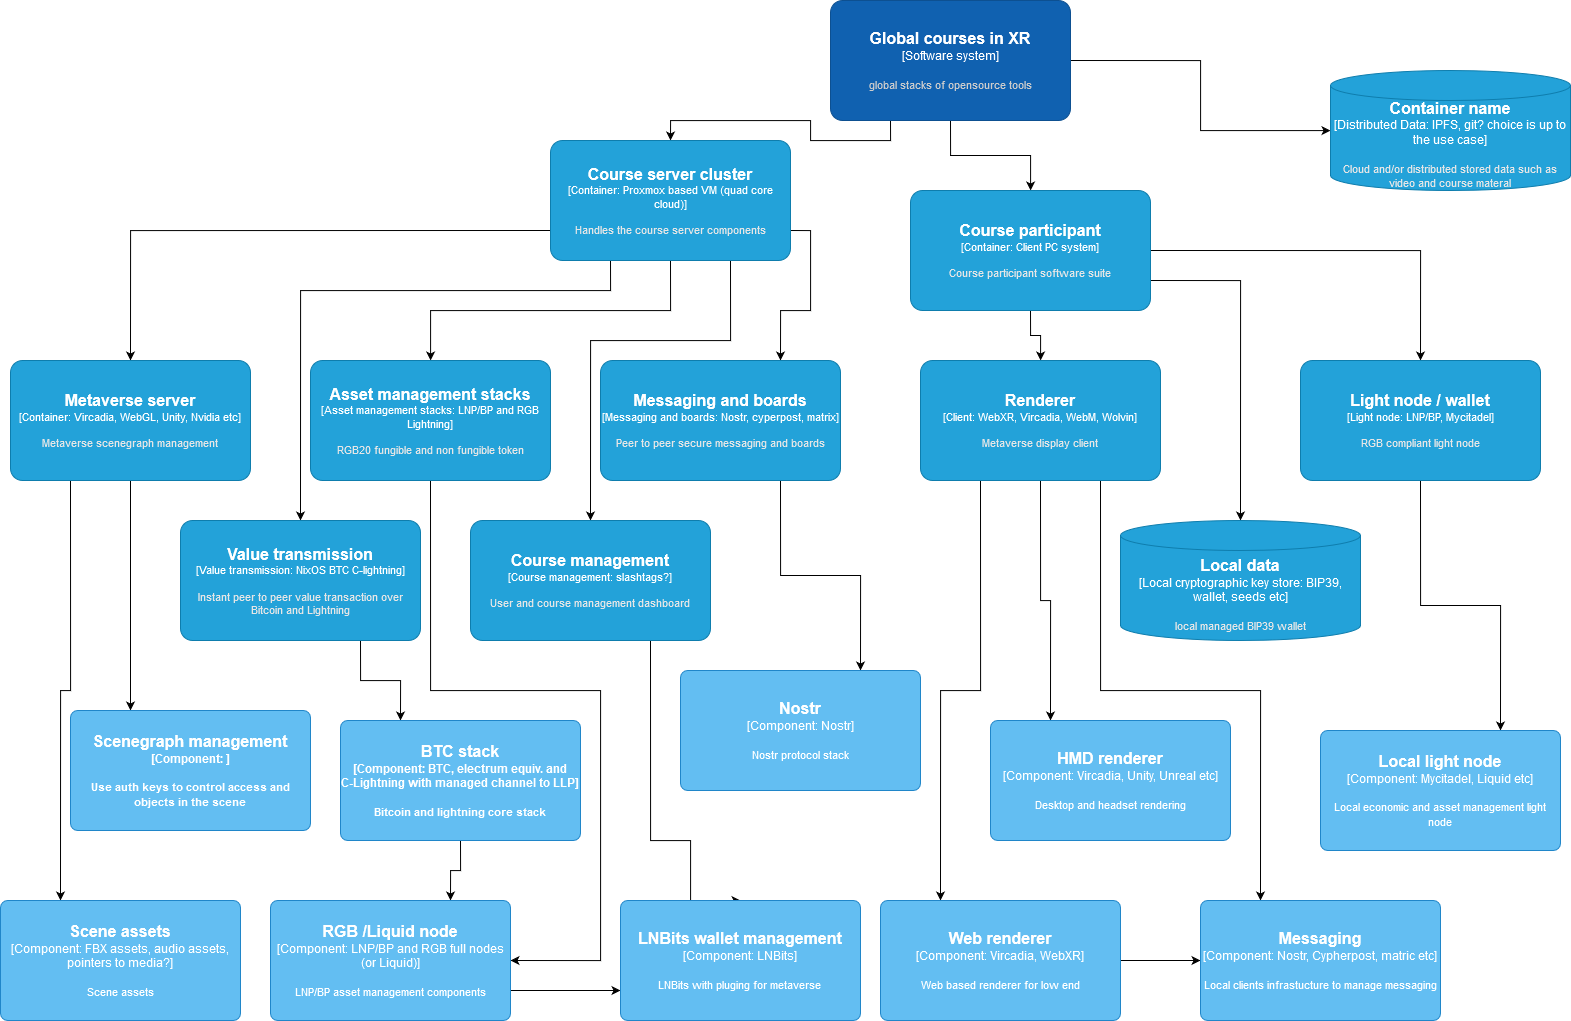 Global courses in XR
[Software system]
global stacks of opensource tools
Container name
[Distributed Data: IPFS, git? choice is up to
the use case]
Cloud and/or distributed stored data such as
video and course materal
Course server cluster
[Container: Proxmox based VM (quad core
cloud)]
Handles the course server components
Course participant
[Container: Client PC system]
Course participant software suite
Metaverse server
[Container: Vircadia, WebGL, Unity, Nvidia etc]
Metaverse scenegraph management
Asset management stacks
[Asset management stacks: LNP/BP and RGB
Lightning]
RGB20 fungible and non fungible token
Messaging and boards
[Messaging and boards: Nostr, cyperpost, matrix]
Peer to peer secure messaging and boards
Renderer
[Client: WebXR, Vircadia, WebM, Wolvin]
Metaverse display client
Light node / wallet
[Light node: LNP/BP, Mycitadel]
RGB compliant light node
Value transmission
[Value transmission: NixOS BTC C-lightning]
Instant peer to peer value transaction over
Bitcoin and Lightning
Course management
[Course management: slashtags?]
User and course management dashboard
Local data
[Local cryptographic key store: BIP39,
wallet, seeds etc]
local managed BIP39 wallet
Scenegraph management
[Component: ]
Use auth keys to control access and
objects in the scene
BTC stack
[Component: BTC, electrum equiv. and
C-Lightning with managed channel to LLP]
Bitcoin and lightning core stack
Nostr
[Component: Nostr]
Nostr protocol stack
HMD renderer
[Component: Vircadia, Unity, Unreal etc]
Desktop and headset rendering
Local light node
[Component: Mycitadel, Liquid etc]
Local economic and asset management light
node
Scene assets
[Component: FBX assets, audio assets,
pointers to media?]
Scene assets
RGB /Liquid node
[Component: LNP/BP and RGB full nodes
(or Liquid)]
LNP/BP asset management components
LNBits wallet management
[Component: LNBits]
LNBits with pluging for metaverse
Web renderer
[Component: Vircadia, WebXR]
Web based renderer for low end
Messaging
[Component: Nostr, Cypherpost, matric etc]
Local clients infrastucture to manage messaging